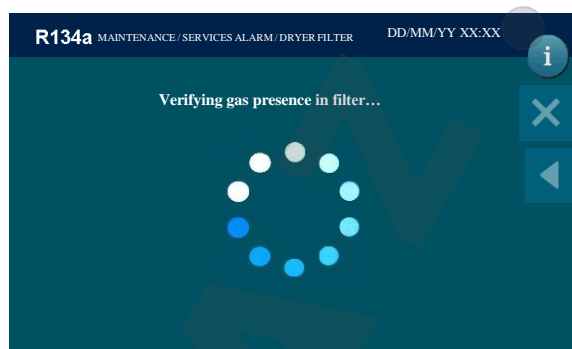 R134a MAINTENANCE / SERVICES ALARM / DRYER FILTER DD/MM/YY XX:XX
i
Verifying gas presence in filter…